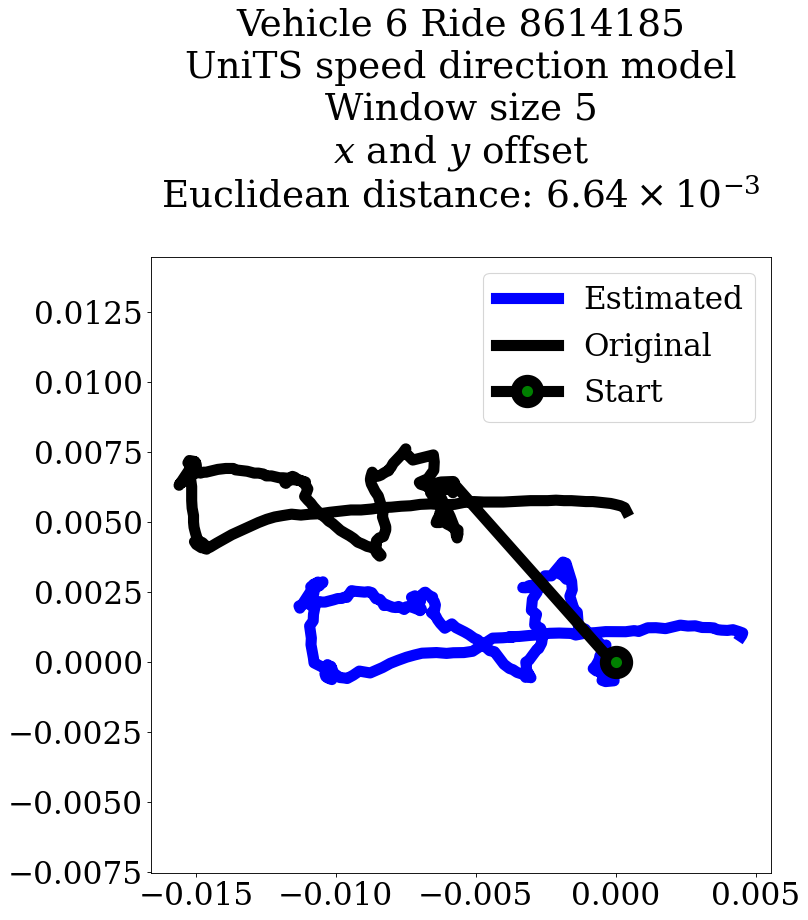 Vehicle 6 Ride 8614185
UniTS speed direction model
Window size 5
x and y offset
Euclidean distance: 6.64 × 10⁻³
Estimated
Original
Start
0.0125
0.0100
0.0075
0.0050
0.0025
0.0000
−0.0025
−0.0050
−0.0075
−0.015 −0.010 −0.005 0.000 0.005